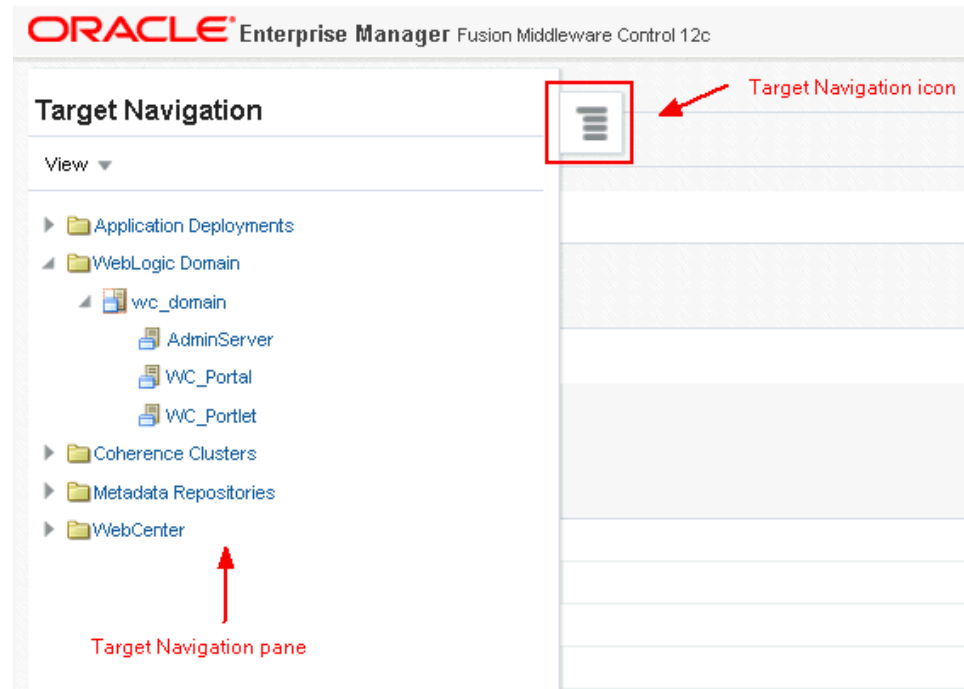 ORACLE Enterprise Manager Fusion Middleware Control 12c
Target Navigation icon
Target Navigation
View
Application Deployments
WebLogic Domain
wc_domain
AdminServer
WC_Portal
WC_Portlet
Coherence Clusters
Metadata Repositories
WebCenter
Target Navigation pane